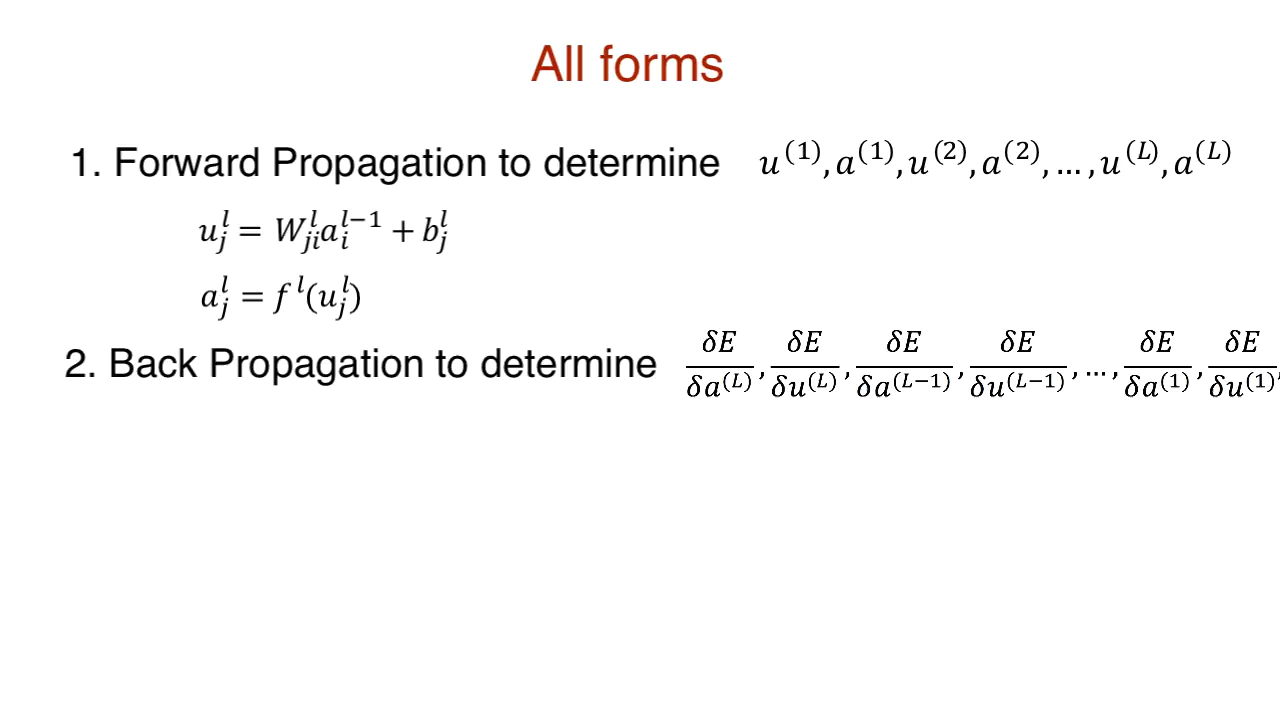 All forms
1. Forward Propagation to determine u^(1), a^(1), u^(2), a^(2), ..., u^(L), a^(L)
u_j^l = W_ji^l a_i^{l−1} + b_j^l
a_j^l = f^l(u_j^l)
2. Back Propagation to determine δE/δa^(L), δE/δu^(L), δE/δa^(L−1), δE/δu^(L−1), ..., δE/δa^(1), δE/δu^(1),